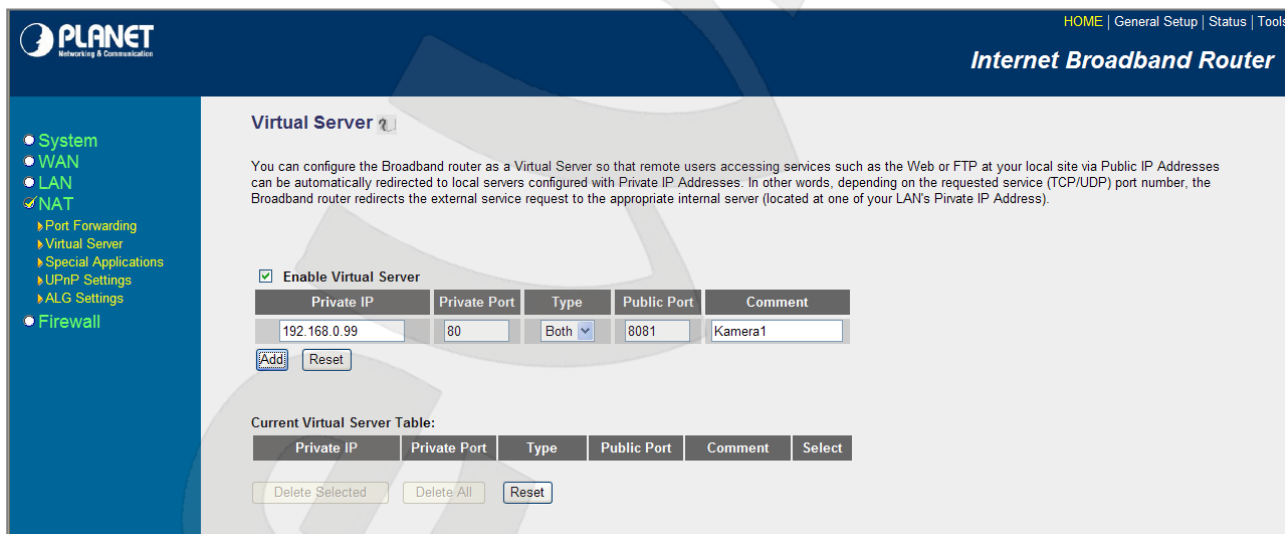 PLANET
Networking & Communication
HOME | General Setup | Status | Tools
Internet Broadband Router
System
WAN
LAN
NAT
Port Forwarding
Virtual Server
Special Applications
UPnP Settings
ALG Settings
Firewall
Virtual Server
You can configure the Broadband router as a Virtual Server so that remote users accessing services such as the Web or FTP at your local site via Public IP Addresses
can be automatically redirected to local servers configured with Private IP Addresses. In other words, depending on the requested service (TCP/UDP) port number, the
Broadband router redirects the external service request to the appropriate internal server (located at one of your LAN's Pirvate IP Address).
Enable Virtual Server
Private IP Private Port Type Public Port Comment
192.168.0.99 80 Both 8081 Kamera1
Add Reset
Current Virtual Server Table:
Private IP Private Port Type Public Port Comment Select
Delete Selected Delete All Reset